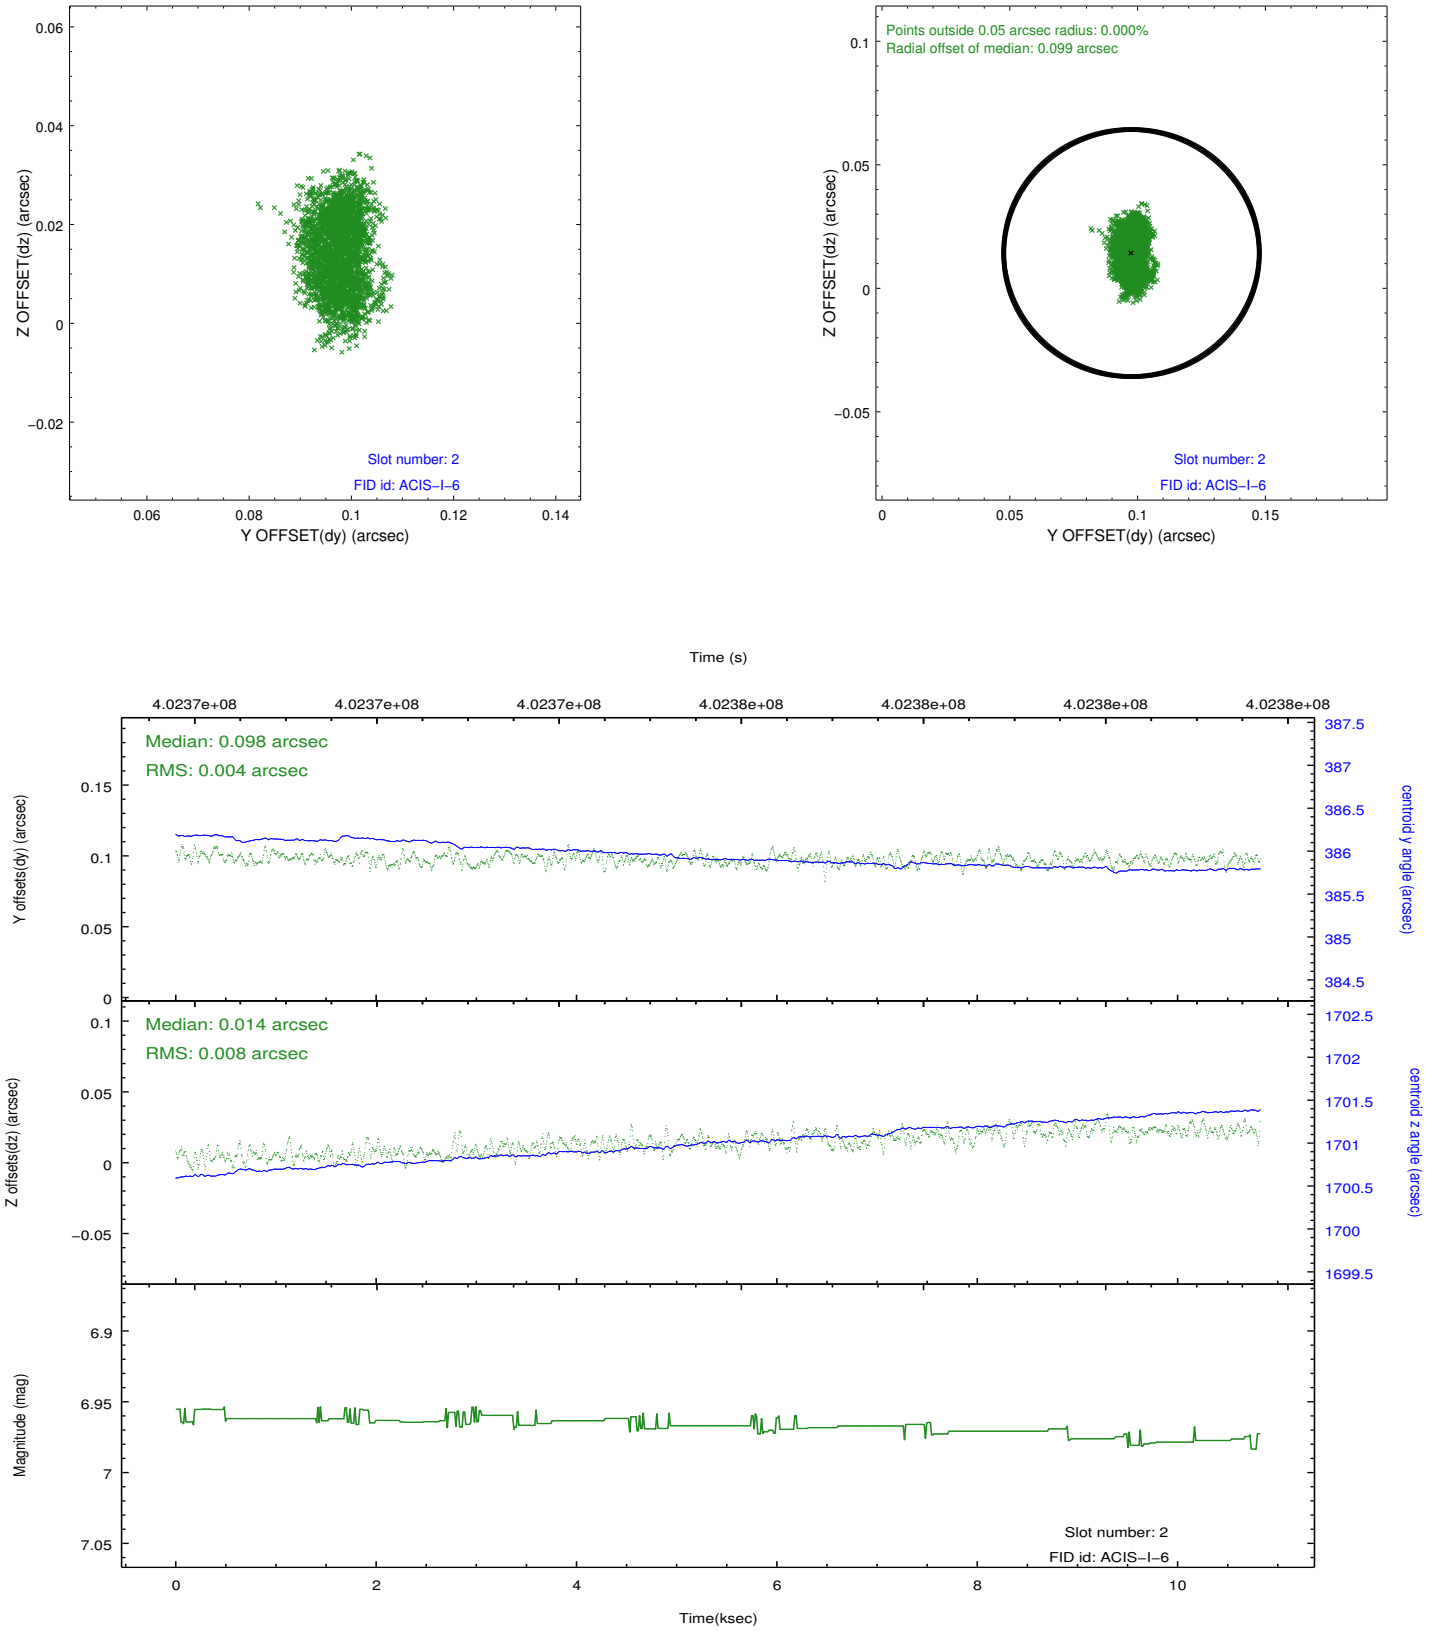 0.06
0.04
0.02
0
−0.02
Z OFFSET(dz) (arcsec)
Slot number: 2
FID id: ACIS−I−6
0.06
0.08
0.1
0.12
0.14
Y OFFSET(dy) (arcsec)
Points outside 0.05 arcsec radius: 0.000%
Radial offset of median: 0.099 arcsec
0.1
0.05
0
−0.05
Z OFFSET(dz) (arcsec)
Slot number: 2
FID id: ACIS−I−6
0
0.05
0.1
0.15
Y OFFSET(dy) (arcsec)
Time (s)
4.0237e+08
4.0237e+08
4.0237e+08
4.0238e+08
4.0238e+08
4.0238e+08
4.0238e+08
Median: 0.098 arcsec
RMS: 0.004 arcsec
0.15
0.1
0.05
0
Y offsets(dy) (arcsec)
387.5
387
386.5
386
385.5
385
384.5
centroid y angle (arcsec)
Median: 0.014 arcsec
RMS: 0.008 arcsec
0.1
0.05
0
−0.05
Z offsets(dz) (arcsec)
1702.5
1702
1701.5
1701
1700.5
1700
1699.5
centroid z angle (arcsec)
6.9
6.95
7
7.05
Magnitude (mag)
Slot number: 2
FID id: ACIS−I−6
0
2
4
6
8
10
Time(ksec)